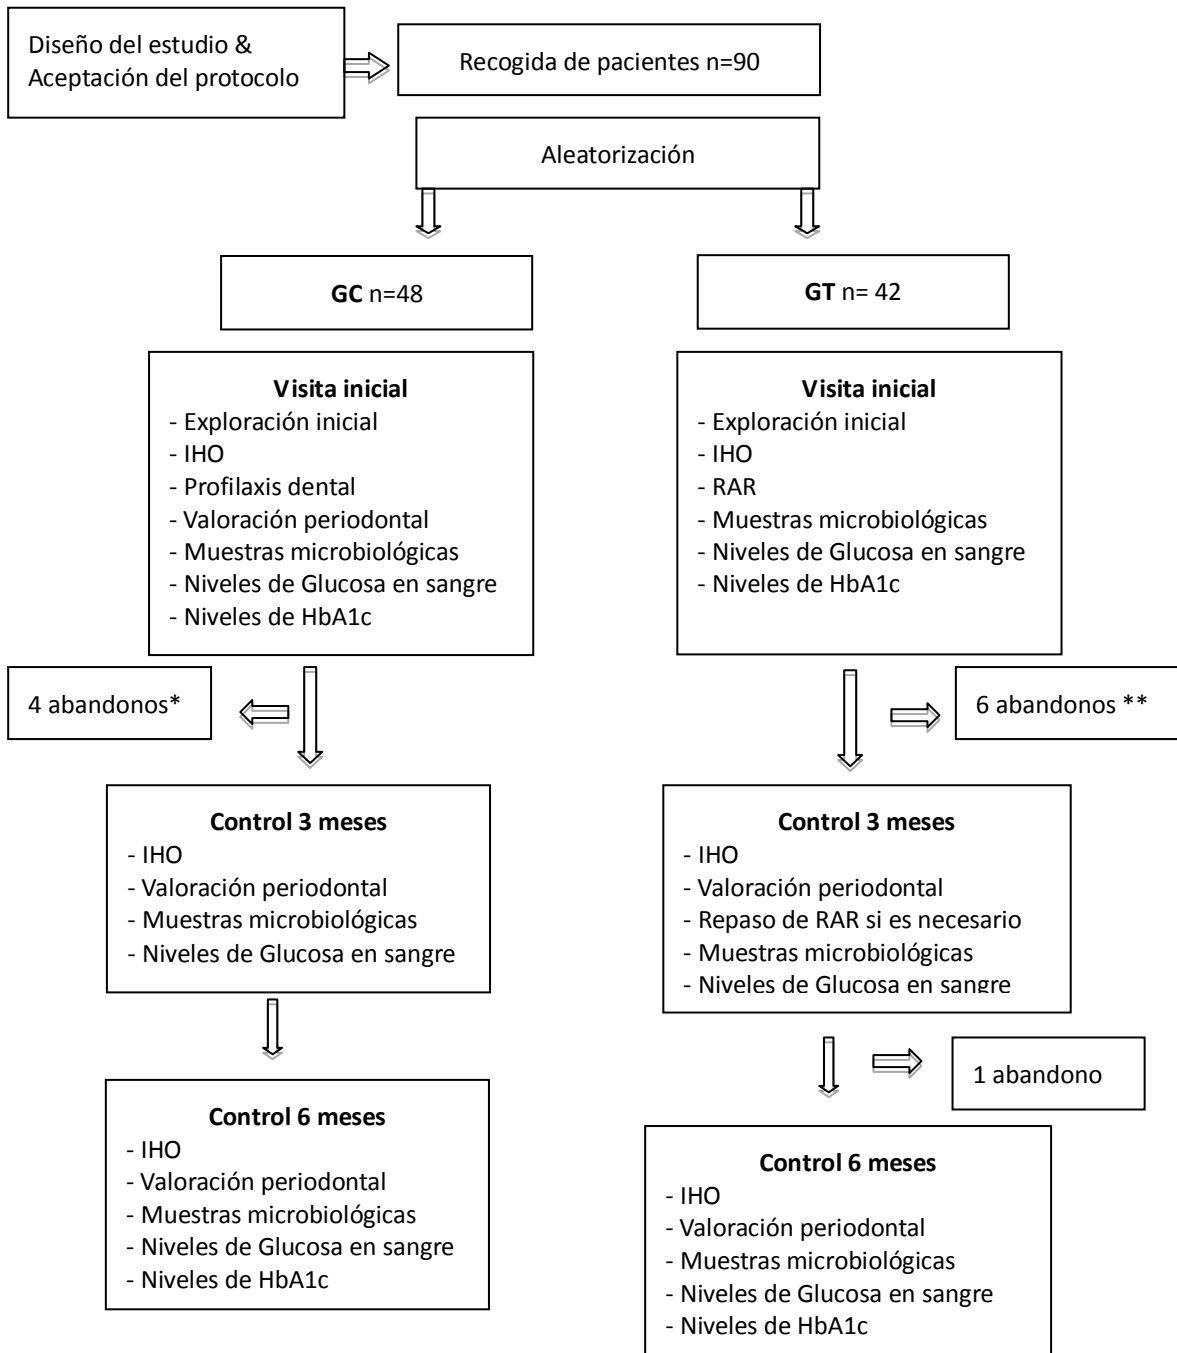 Diseño del estudio &
Aceptación del protocolo
Recogida de pacientes n=90
Aleatorización
GC n=48
GT n= 42
Visita inicial
- Exploración inicial
- IHO
- Profilaxis dental
- Valoración periodontal
- Muestras microbiológicas
- Niveles de Glucosa en sangre
- Niveles de HbA1c
Visita inicial
- Exploración inicial
- IHO
- RAR
- Muestras microbiológicas
- Niveles de Glucosa en sangre
- Niveles de HbA1c
4 abandonos*
6 abandonos **
Control 3 meses
- IHO
- Valoración periodontal
- Muestras microbiológicas
- Niveles de Glucosa en sangre
Control 3 meses
- IHO
- Valoración periodontal
- Repaso de RAR si es necesario
- Muestras microbiológicas
- Niveles de Glucosa en sangre
1 abandono
Control 6 meses
- IHO
- Valoración periodontal
- Muestras microbiológicas
- Niveles de Glucosa en sangre
- Niveles de HbA1c
Control 6 meses
- IHO
- Valoración periodontal
- Muestras microbiológicas
- Niveles de Glucosa en sangre
- Niveles de HbA1c